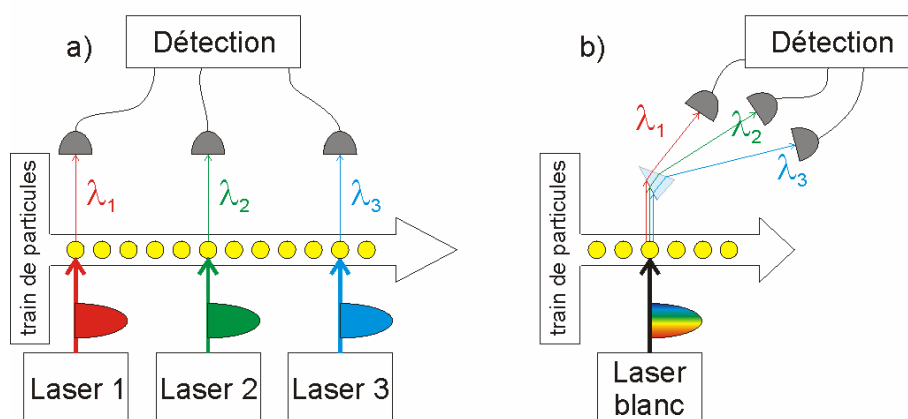 a)
Détection
λ1
λ2
λ3
train de particules
Laser 1
Laser 2
Laser 3
b)
Détection
λ1
λ2
λ3
train de particules
Laser
blanc